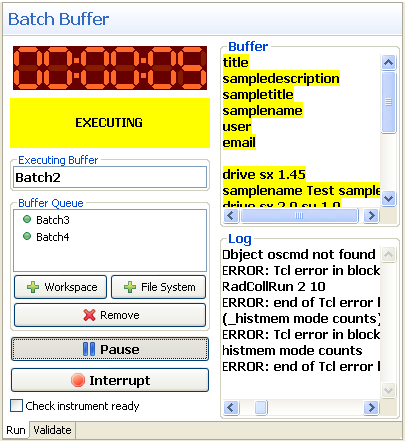 Batch Buffer
00:00:09
EXECUTING
Executing Buffer
Batch2
Buffer Queue
Batch3
Batch4
Workspace
File System
Remove
Pause
Interrupt
Check instrument ready
Run
Validate
Buffer
title
sampledescription
sampletitle
samplename
user
email
drive sx 1.45
samplename Test sample
drive sx 2.0 su 1.0
Log
Object oscmd not found
ERROR: Tcl error in block
RadCollRun 2 10
ERROR: end of Tcl error
(_histmem mode counts)
ERROR: Tcl error in block
histmem mode counts
ERROR: end of Tcl error